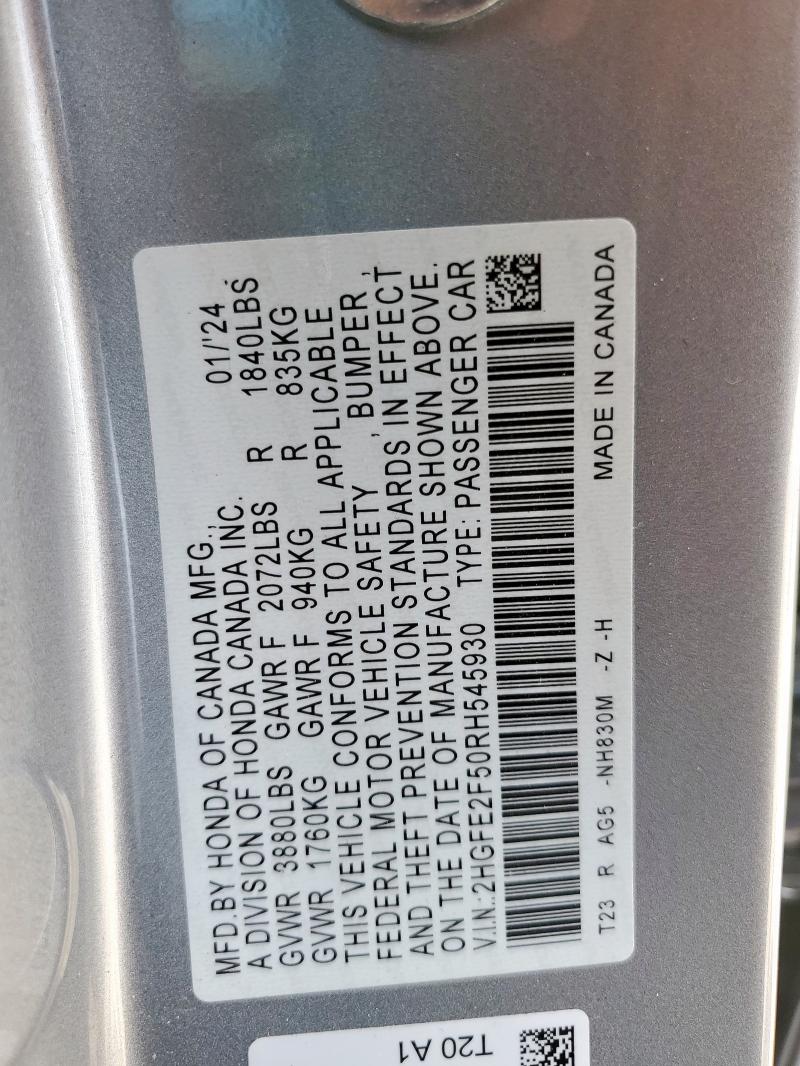 MFD.BY HONDA OF CANADA MFG., 01/'24
A DIVISION OF HONDA CANADA INC.
GVWR 3880LBS GAWR F 2072LBS R 1840LBS
GVWR 1760KG GAWR F 940KG R 835KG
THIS VEHICLE CONFORMS TO ALL APPLICABLE
FEDERAL MOTOR VEHICLE SAFETY , BUMPER ,
AND THEFT PREVENTION STANDARDS IN EFFECT
ON THE DATE OF MANUFACTURE SHOWN ABOVE.
V.I.N.:2HGFE2F50RH545930 TYPE: PASSENGER CAR
T23 R AG5 -NH830M -Z -H MADE IN CANADA
T20 A1